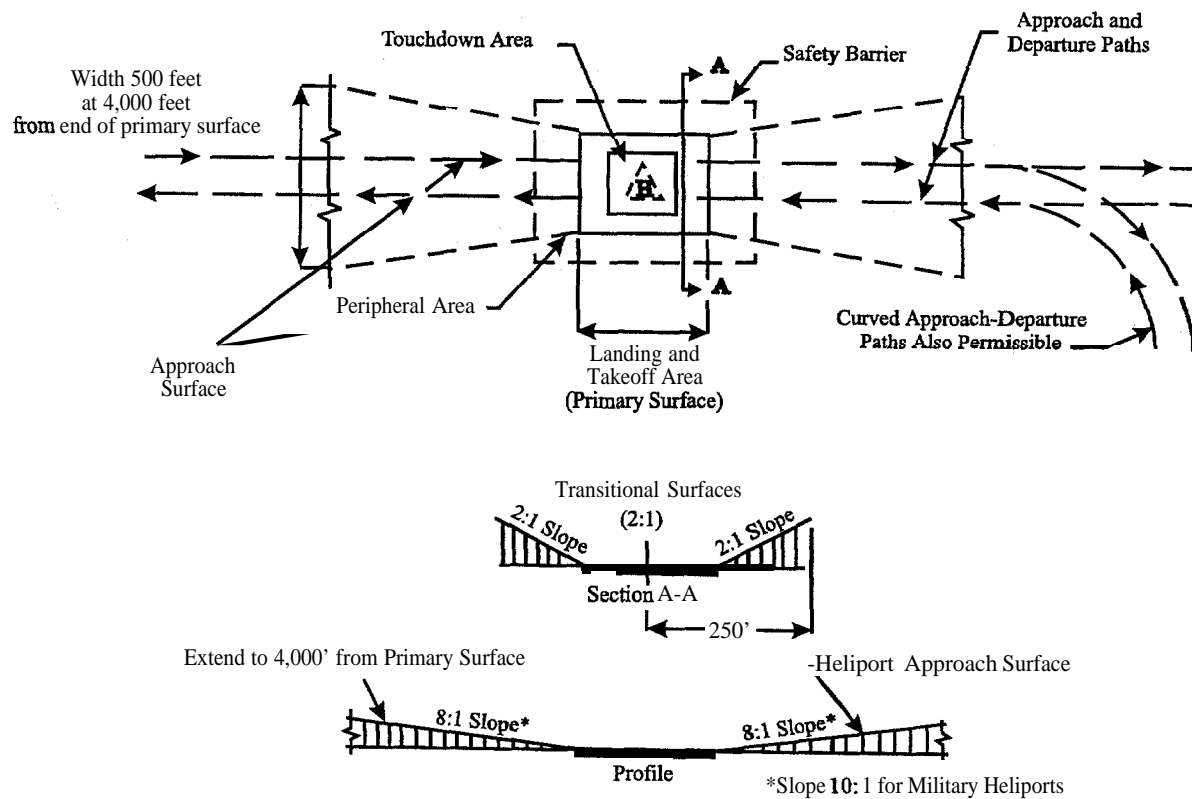 Approach and
Departure Paths
Touchdown Area
Safety Barrier
A
Width 500 feet
at 4,000 feet
from end of primary surface
H
A
Peripheral Area
Curved Approach-Departure
Paths Also Permissible
Approach
Surface
Landing and
Takeoff Area
(Primary Surface)
Transitional Surfaces
(2:1)
2:1 Slope
2:1 Slope
Section A-A
250'
Extend to 4,000' from Primary Surface
-Heliport Approach Surface
8:1 Slope*
8:1 Slope*
Profile
*Slope 10: 1 for Military Heliports